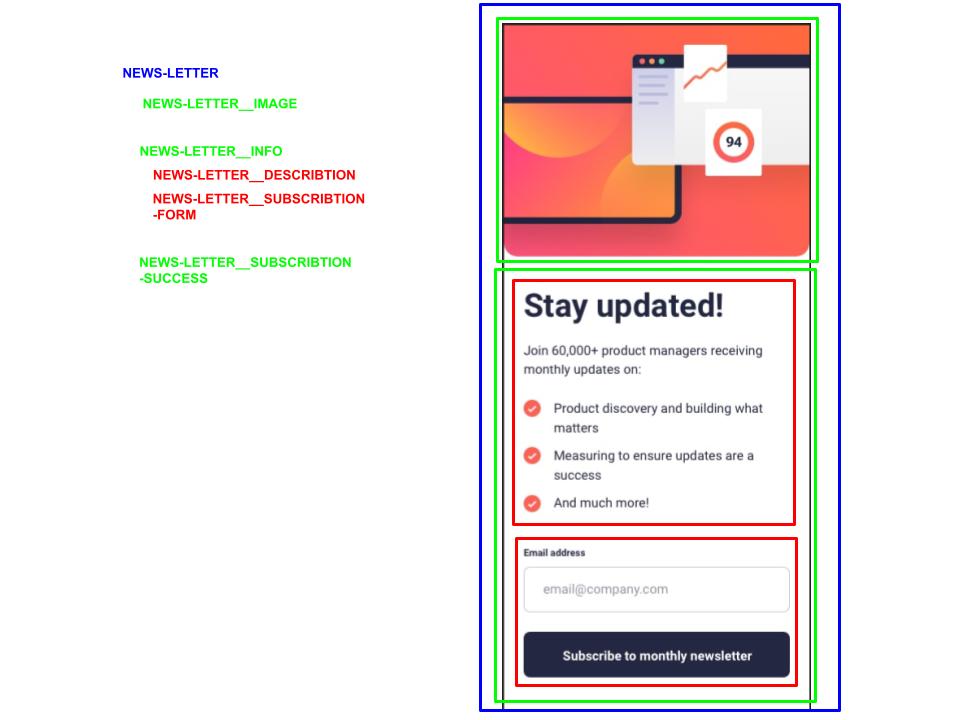 NEWS-LETTER
NEWS-LETTER__IMAGE
NEWS-LETTER__INFO
NEWS-LETTER__DESCRIBTION
NEWS-LETTER__SUBSCRIBTION
-FORM
NEWS-LETTER__SUBSCRIBTION
-SUCCESS
94
Stay updated!
Join 60,000+ product managers receiving
monthly updates on:
Product discovery and building what
matters
Measuring to ensure updates are a
success
And much more!
Email address
email@company.com
Subscribe to monthly newsletter